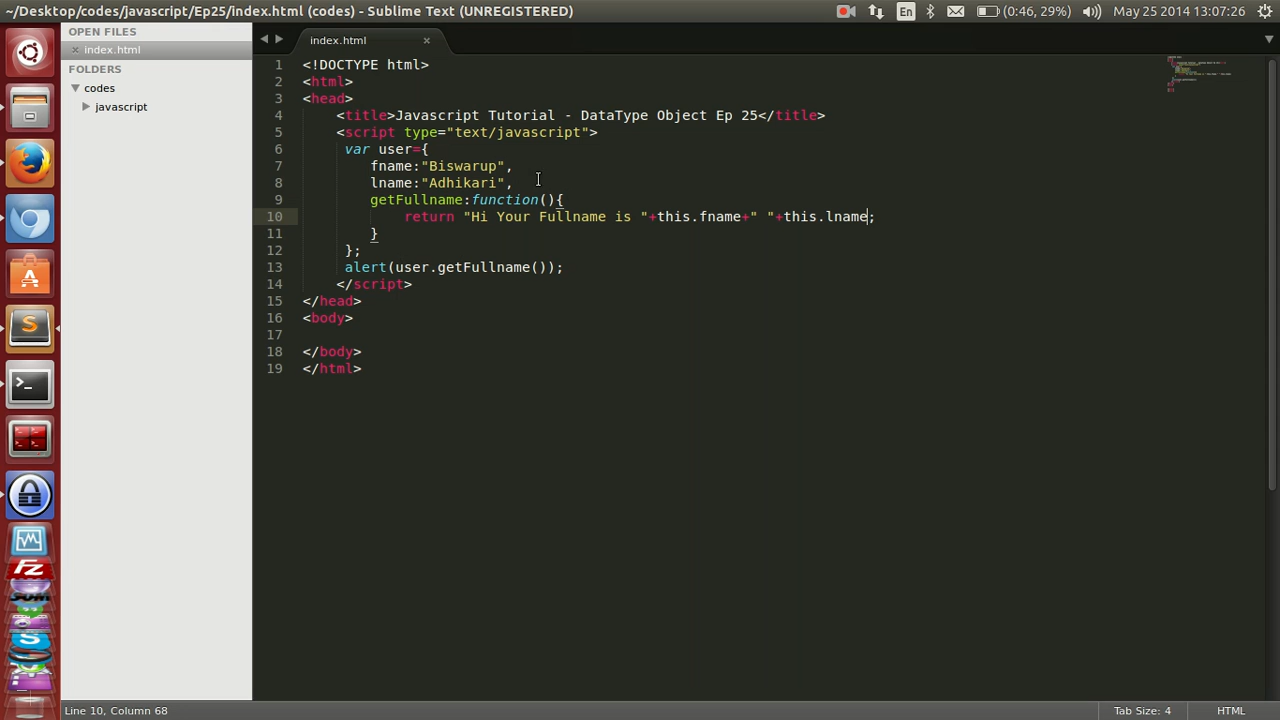 ~/Desktop/codes/javascript/Ep25/index.html (codes) - Sublime Text (UNREGISTERED)
En
(0:46, 29%)
May 25 2014 13:07:26
OPEN FILES
index.html
FOLDERS
codes
javascript
index.html
1 <!DOCTYPE html>
2 <html>
3 <head>
4 <title>Javascript Tutorial - DataType Object Ep 25</title>
5 <script type="text/javascript">
6 var user={
7 fname:"Biswarup",
8 lname:"Adhikari",
9 getFullname:function(){
10 return "Hi Your Fullname is "+this.fname+" "+this.lname;
11 }
12 };
13 alert(user.getFullname());
14 </script>
15 </head>
16 <body>
17
18 </body>
19 </html>
Line 10, Column 68
Tab Size: 4
HTML